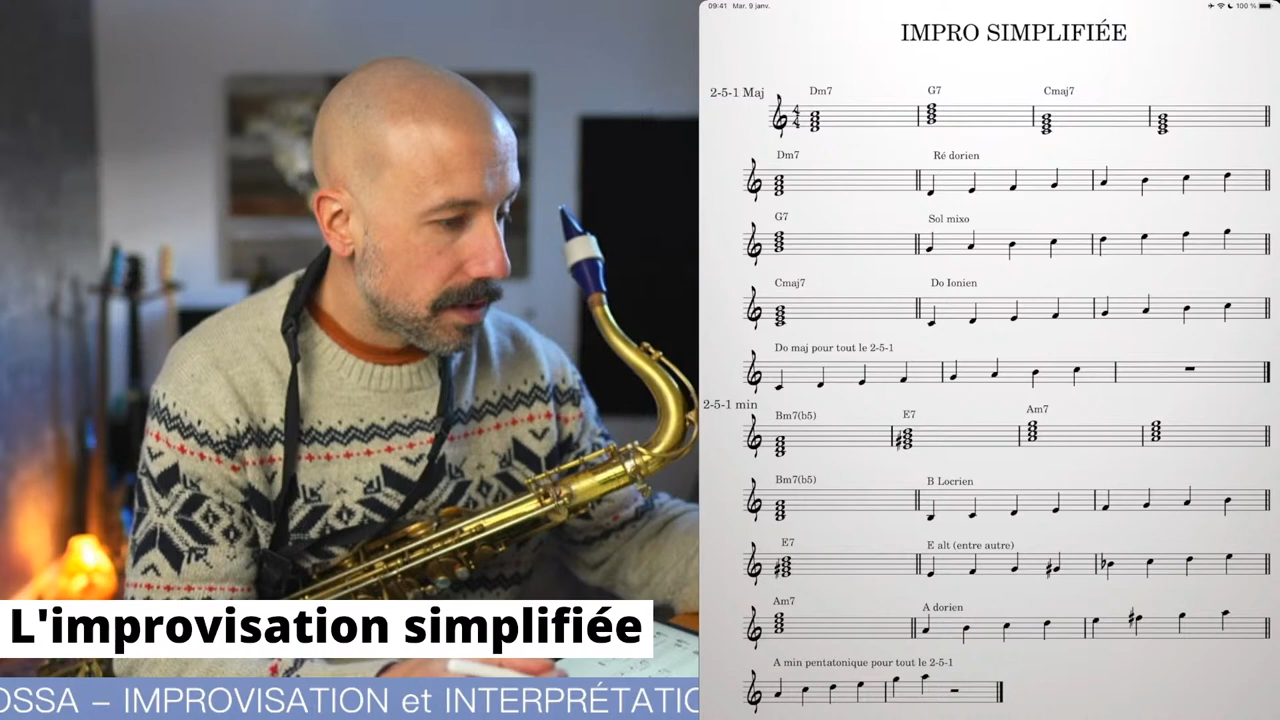 09:41 Mar. 9 janv.
100 %
IMPRO SIMPLIFIÉE
2-5-1 Maj
Dm7 G7 Cmaj7
Dm7 Ré dorien
G7 Sol mixo
Cmaj7 Do Ionien
Do maj pour tout le 2-5-1
2-5-1 min
Bm7(b5) E7 Am7
Bm7(b5) B Locrien
E7 E alt (entre autre)
Am7 A dorien
A min pentatonique pour tout le 2-5-1
L'improvisation simplifiée
OSSA – IMPROVISATION et INTERPRÉTATIO